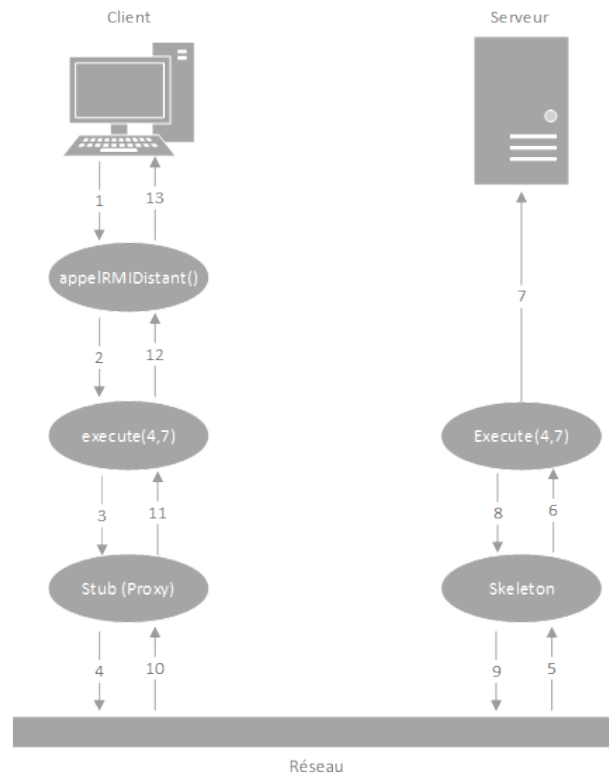 Client
Serveur
1
13
appelRMIDistant()
7
2
12
execute(4,7)
Execute(4,7)
3
11
8
6
Stub (Proxy)
Skeleton
4
10
9
5
Réseau